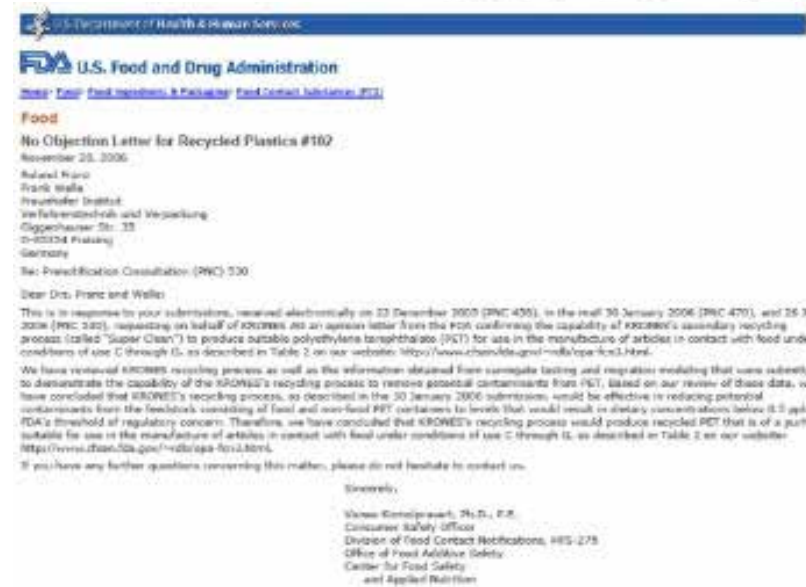 U.S. Department of Health & Human Services
FDA U.S. Food and Drug Administration
Home> Food> Food Ingredients & Packaging> Food Contact Substances (FCS)
Food
No Objection Letter for Recycled Plastics #102
November 20, 2006
Roland Franz
Frank Welle
Fraunhofer Institut
Verfahrenstechnik und Verpackung
Giggenhauser Str. 35
D-85354 Freising
Germany
Re: Prenotification Consultation (PNC) 530
Dear Drs. Franz and Welle:
This is in response to your submissions, received electronically on 22 December 2005 (PNC 456), in the mail 30 January 2006 (PNC 470), and 26
2006 (PNC 530), requesting on behalf of KRONES AG an opinion letter from the FDA confirming the capability of KRONES's secondary recycling
process (called "Super Clean") to produce suitable polyethylene terephthalate (PET) for use in the manufacture of articles in contact with food under
conditions of use C through G, as described in Table 2 on our website:
We have reviewed KRONES recycling process as well as the information obtained from surrogate testing and migration modeling that were
to demonstrate the capability of the KRONES's recycling process to remove potential contaminants from PET. Based on our review of these data,
have concluded that KRONES's recycling process, as described in the 30 January 2006 submission, would be effective in reducing potential
contaminants from the feedstock consisting of food and non-food PET containers to levels that would result in dietary concentrations below 0.5
FDA's threshold of regulatory concern. Therefore, we have concluded that KRONES's recycling process would produce recycled PET that is of a
suitable for use in the manufacture of articles in contact with food under conditions of use C through G, as described in Table 2 on our website:
If you have any further questions concerning this matter, please do not hesitate to contact us.
Sincerely,
Ph.D., P.E.
Consumer Safety Officer
Division of Food Contact Notifications, HFS-275
Office of Food Additive Safety
Center for Food Safety
and Applied Nutrition